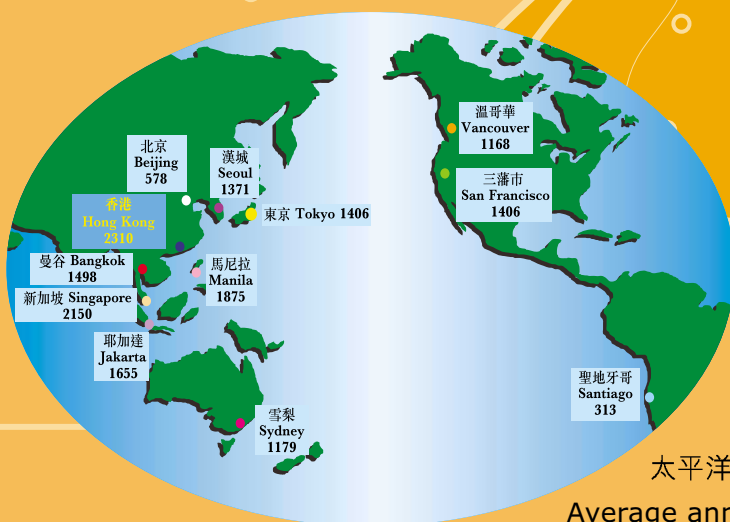 北京
Beijing
578
漢城
Seoul
1371
香港
Hong Kong
2310
東京 Tokyo 1406
曼谷 Bangkok
1498
馬尼拉
Manila
1875
新加坡 Singapore
2150
耶加達
Jakarta
1655
雪梨
Sydney
1179
溫哥華
Vancouver
1168
三藩市
San Francisco
1406
聖地牙哥
Santiago
313
太平洋
Average ann